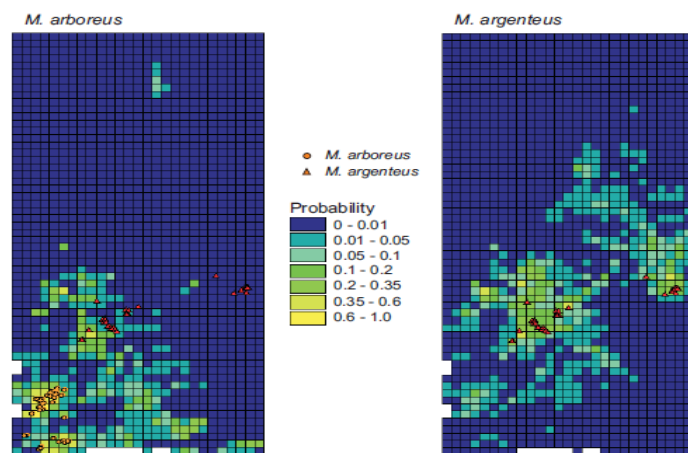 M. arboreus
M. argenteus
M. arboreus
M. argenteus
Probability
0 - 0.01
0.01 - 0.05
0.05 - 0.1
0.1 - 0.2
0.2 - 0.35
0.35 - 0.6
0.6 - 1.0